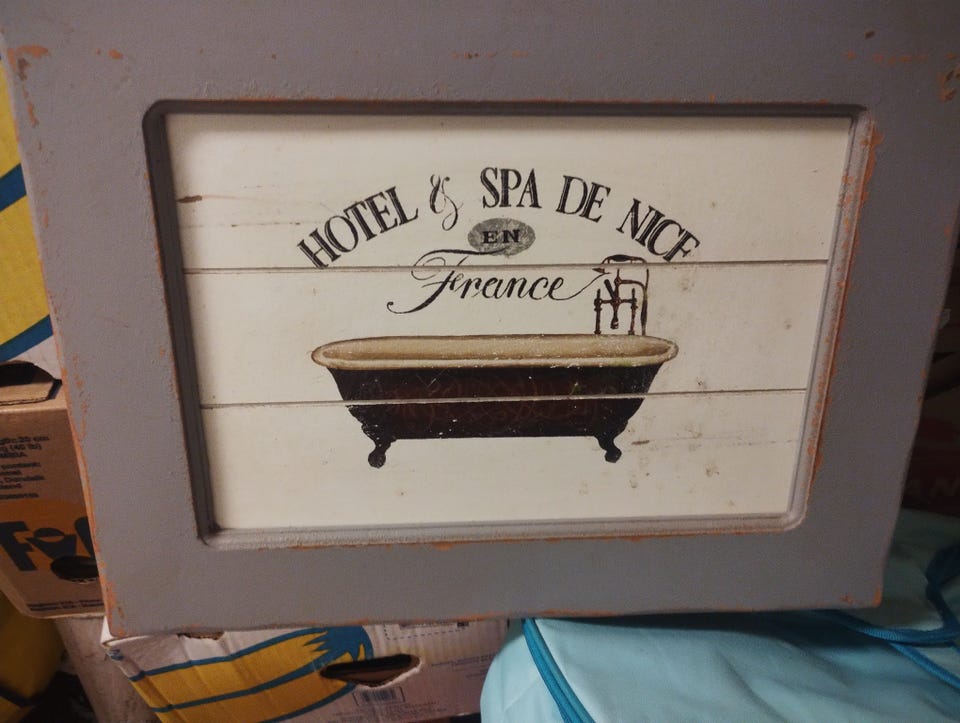 HOTEL & SPA DE NICE
EN
France